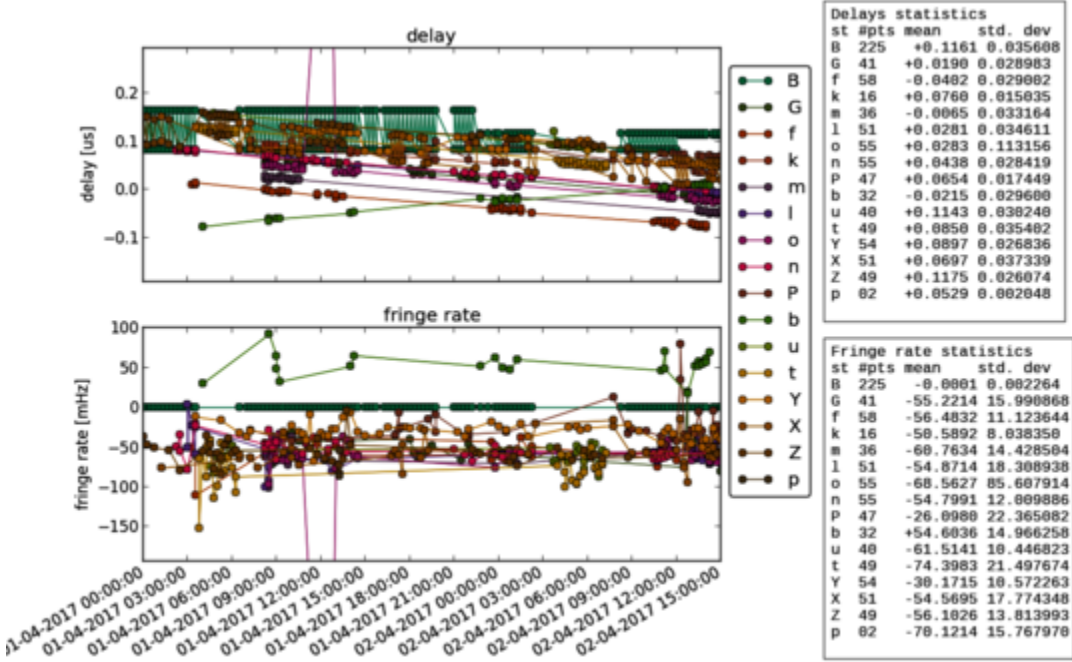 delay
0.2
0.1
0.0
−0.1
delay [us]
fringe rate
100
50
0
−50
−100
−150
fringe rate [mHz]
01-04-2017 00:00:00
01-04-2017 03:00:00
01-04-2017 06:00:00
01-04-2017 09:00:00
01-04-2017 12:00:00
01-04-2017 15:00:00
01-04-2017 18:00:00
01-04-2017 21:00:00
02-04-2017 00:00:00
02-04-2017 03:00:00
02-04-2017 06:00:00
02-04-2017 09:00:00
02-04-2017 12:00:00
02-04-2017 15:00:00
B
G
f
k
m
l
o
n
P
b
u
t
Y
X
Z
p
Delays statistics
st #pts mean std. dev
B 225 +0.1161 0.035608
G 41 +0.0190 0.028983
f 58 -0.0402 0.029002
k 16 +0.0760 0.015035
m 36 -0.0065 0.033164
l 51 +0.0281 0.034611
o 55 +0.0283 0.113156
n 55 +0.0438 0.028419
P 47 +0.0654 0.017449
b 32 -0.0215 0.029600
u 40 +0.1143 0.030240
t 49 +0.0850 0.035402
Y 54 +0.0897 0.026836
X 51 +0.0697 0.037339
Z 49 +0.1175 0.026074
p 02 +0.0529 0.002048
Fringe rate statistics
st #pts mean std. dev
B 225 -0.0001 0.002264
G 41 -55.2214 15.990868
f 58 -56.4832 11.123644
k 16 -50.5892 8.038350
m 36 -60.7634 14.428504
l 51 -54.8714 18.308938
o 55 -68.5627 85.607914
n 55 -54.7991 12.009886
P 47 -26.0980 22.365082
b 32 +54.6036 14.966258
u 40 -61.5141 10.446823
t 49 -74.3983 21.497674
Y 54 -30.1715 10.572263
X 51 -54.5695 17.774348
Z 49 -56.1026 13.813993
p 02 -70.1214 15.767970